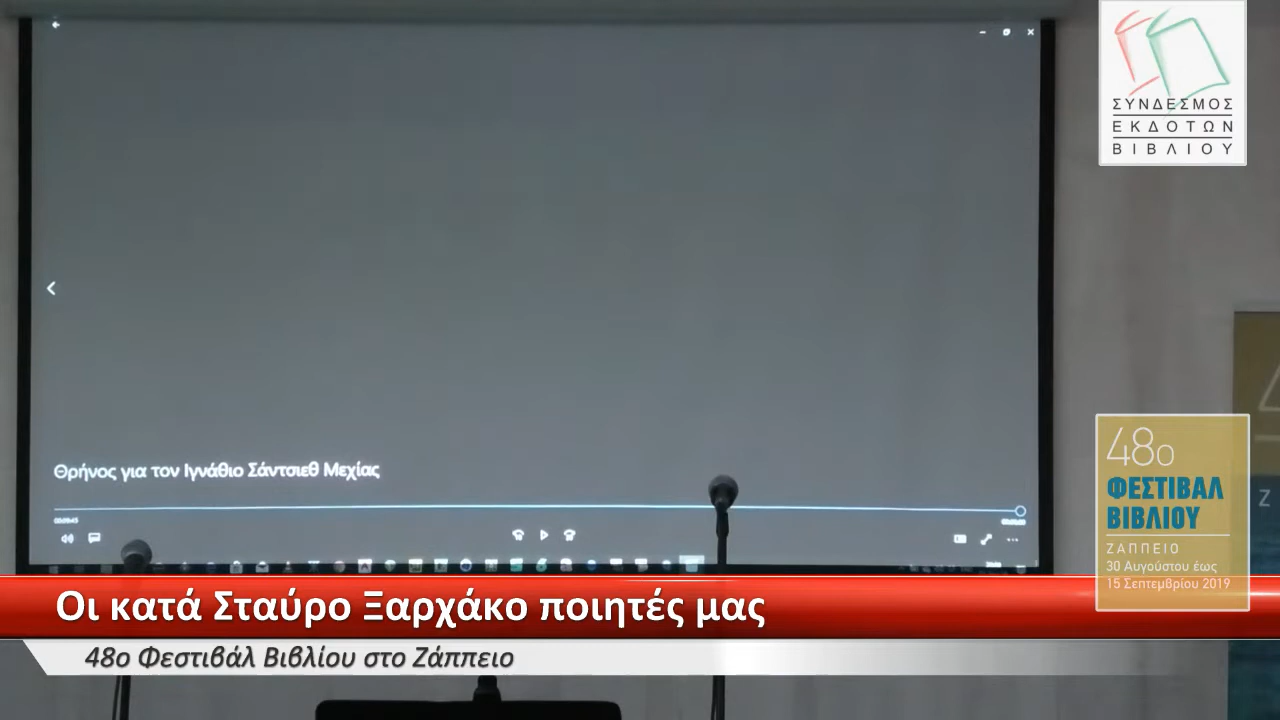 ΣΥΝΔΕΣΜΟΣ
ΕΚΔΟΤΩΝ
ΒΙΒΛΙΟΥ
Θρήνος για τον Ιγνάθιο Σάντσιεθ Μεχίας
48ο
ΦΕΣΤΙΒΑΛ
ΒΙΒΛΙΟΥ
ΖΑΠΠΕΙΟ
30 Αυγούστου έως
15 Σεπτεμβρίου 2019
Οι κατά Σταύρο Ξαρχάκο ποιητές μας
48ο Φεστιβάλ Βιβλίου στο Ζάππειο